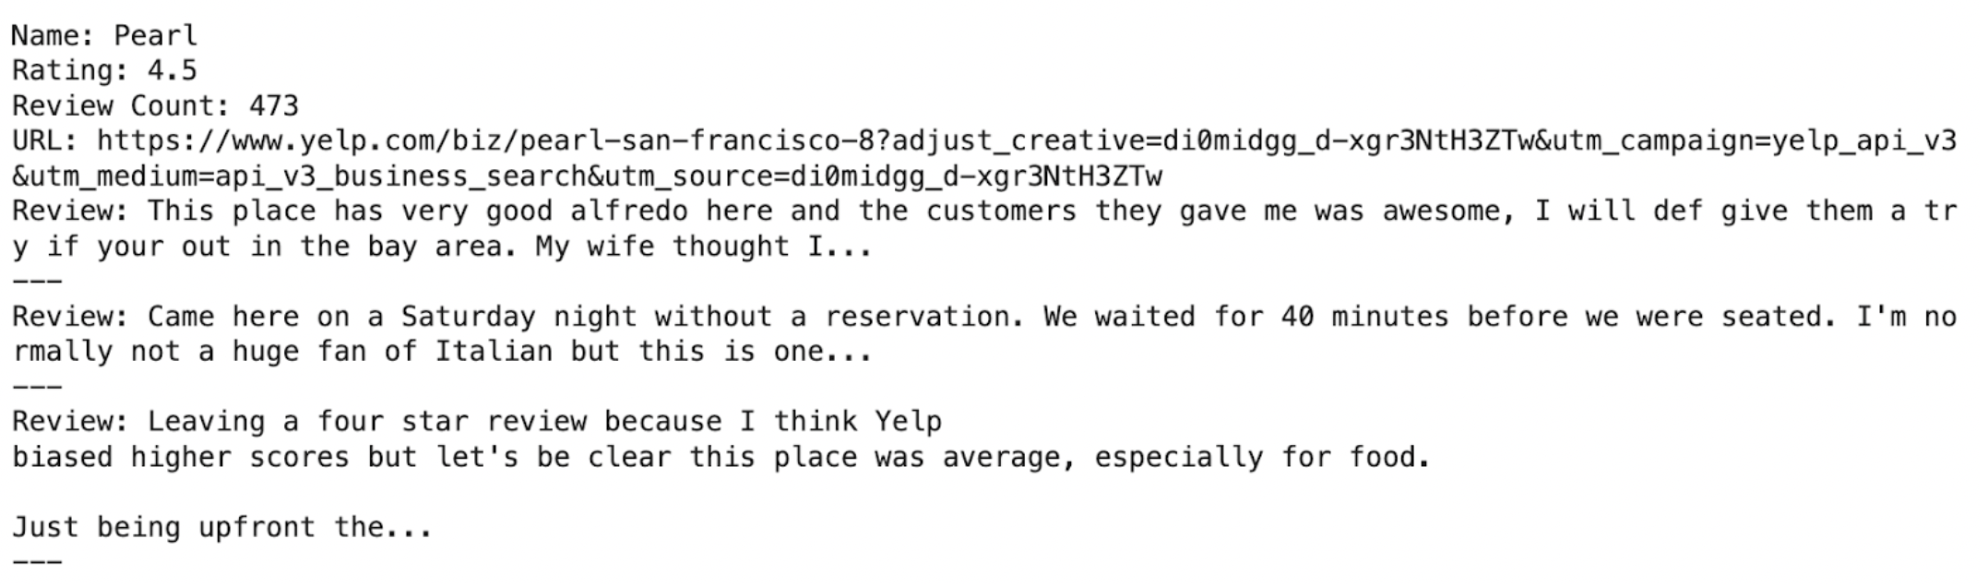 Name: Pearl
Rating: 4.5
Review Count: 473
URL: https://www.yelp.com/biz/pearl-san-francisco-8?adjust_creative=di0midgg_d-xgr3NtH3ZTw&utm_campaign=yelp_api_v3
&utm_medium=api_v3_business_search&utm_source=di0midgg_d-xgr3NtH3ZTw
Review: This place has very good alfredo here and the customers they gave me was awesome, I will def give them a tr
y if your out in the bay area. My wife thought I...
---
Review: Came here on a Saturday night without a reservation. We waited for 40 minutes before we were seated. I'm no
rmally not a huge fan of Italian but this is one...
---
Review: Leaving a four star review because I think Yelp
biased higher scores but let's be clear this place was average, especially for food.

Just being upfront the...
---